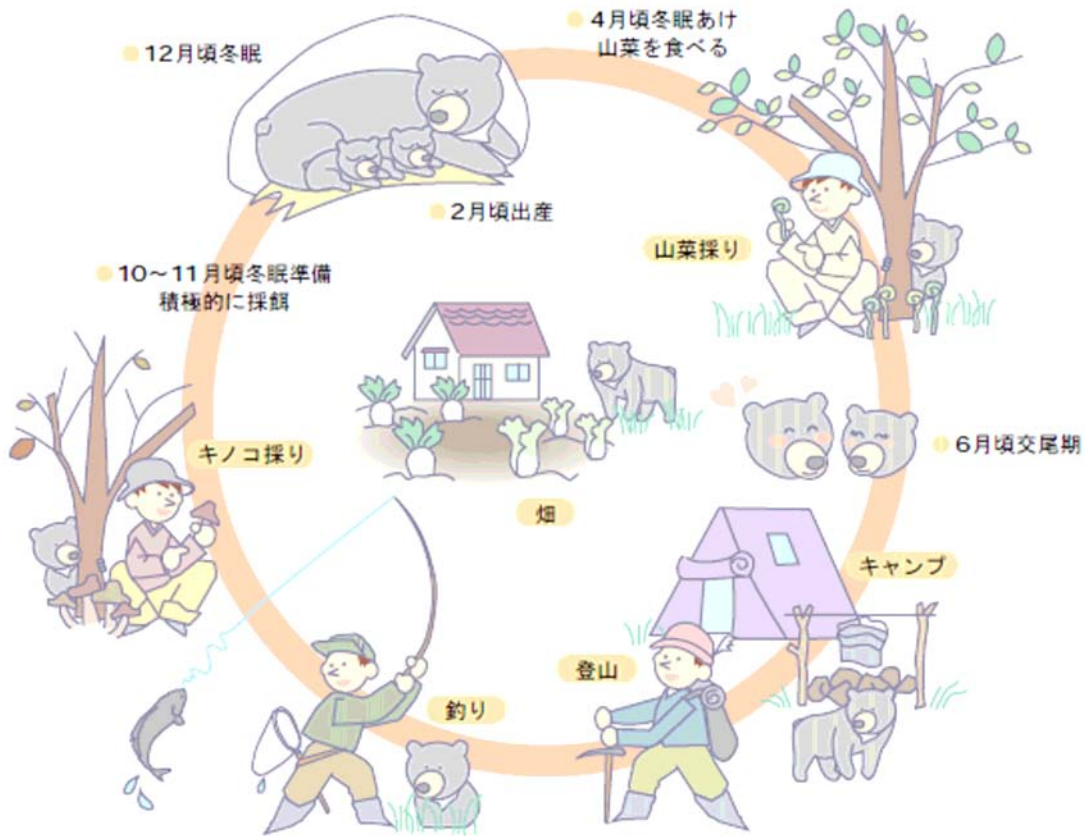 12月頃冬眠
4月頃冬眠あけ
山菜を食べる
2月頃出産
山菜採り
10～11月頃冬眠準備
積極的に採餌
キノコ採り
6月頃交尾期
畑
キャンプ
登山
釣り